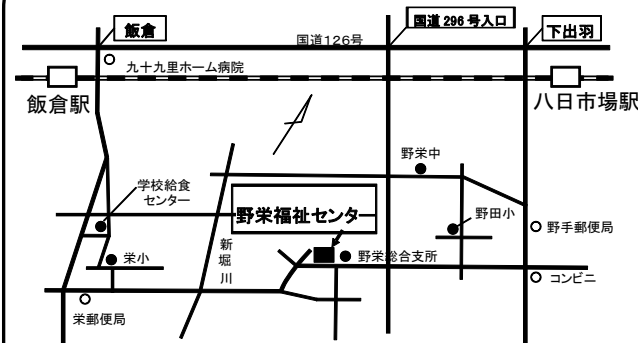 飯倉
国道296号入口
下出羽
国道126号
九十九里ホーム病院
飯倉駅
八日市場駅
野栄中
学校給食
センター
野栄福祉センター
野田小
野手郵便局
新堀川
栄小
野栄総合支所
コンビニ
栄郵便局